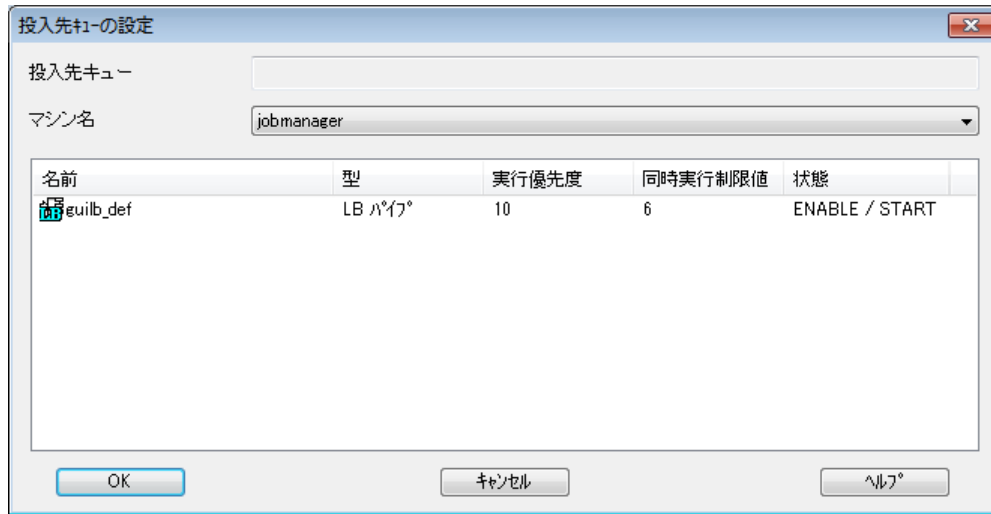 投入先ｷｭｰの設定
投入先キュー
マシン名 jobmanager
名前 型 実行優先度 同時実行制限値 状態
guilb_def LB ﾊﾟｲﾌﾟ 10 6 ENABLE / START
OK ｷｬﾝｾﾙ ﾍﾙﾌﾟ